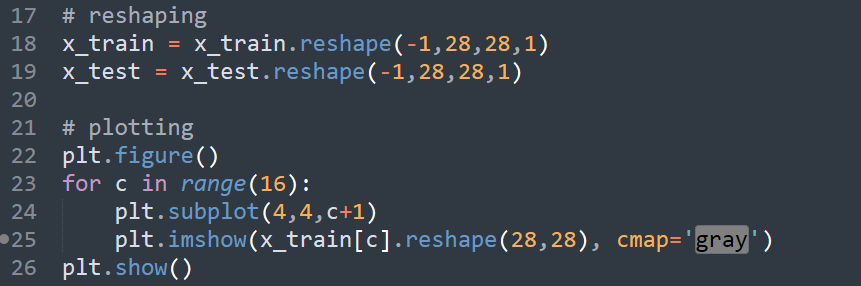 17 # reshaping
18 x_train = x_train.reshape(-1,28,28,1)
19 x_test = x_test.reshape(-1,28,28,1)
20
21 # plotting
22 plt.figure()
23 for c in range(16):
24     plt.subplot(4,4,c+1)
25     plt.imshow(x_train[c].reshape(28,28), cmap='gray')
26 plt.show()